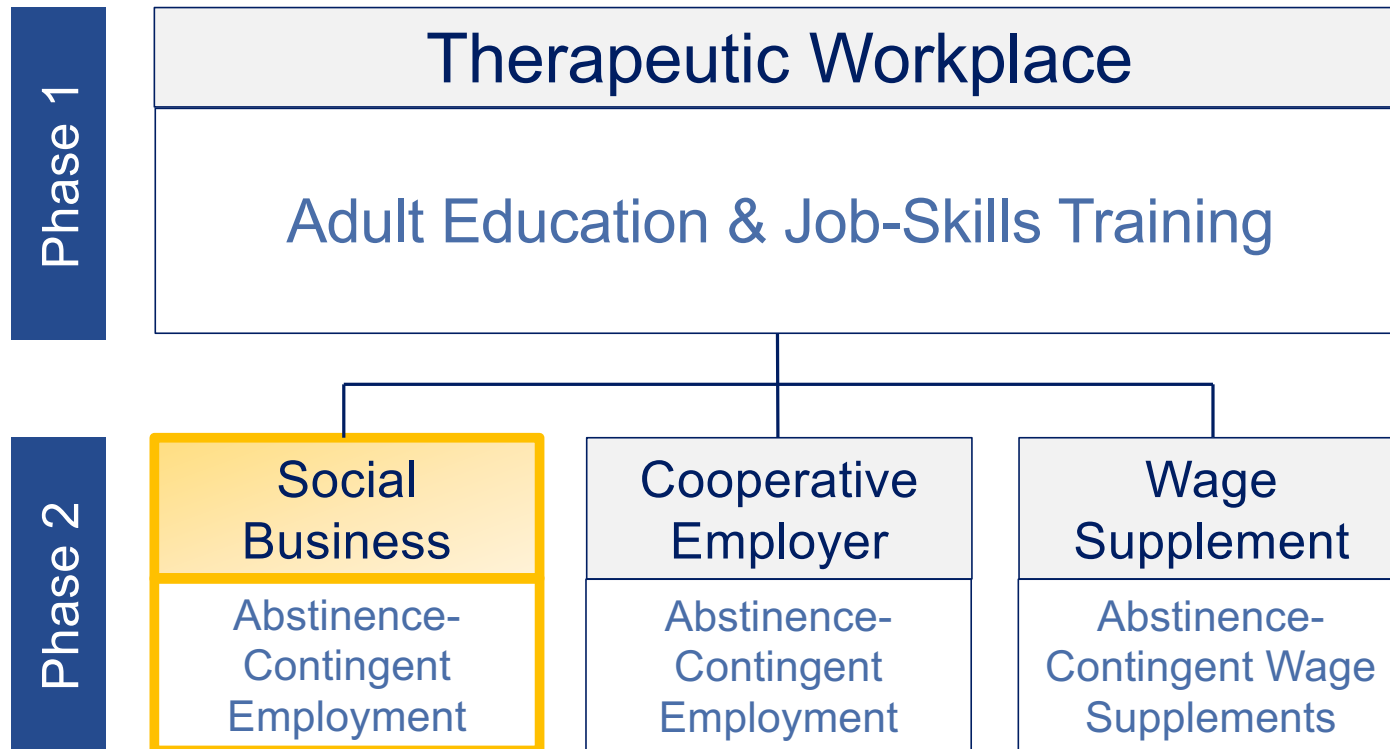 Phase 1
Therapeutic Workplace
Adult Education & Job-Skills Training
Phase 2
Social
Business
Abstinence-
Contingent
Employment
Cooperative
Employer
Abstinence-
Contingent
Employment
Wage
Supplement
Abstinence-
Contingent Wage
Supplements